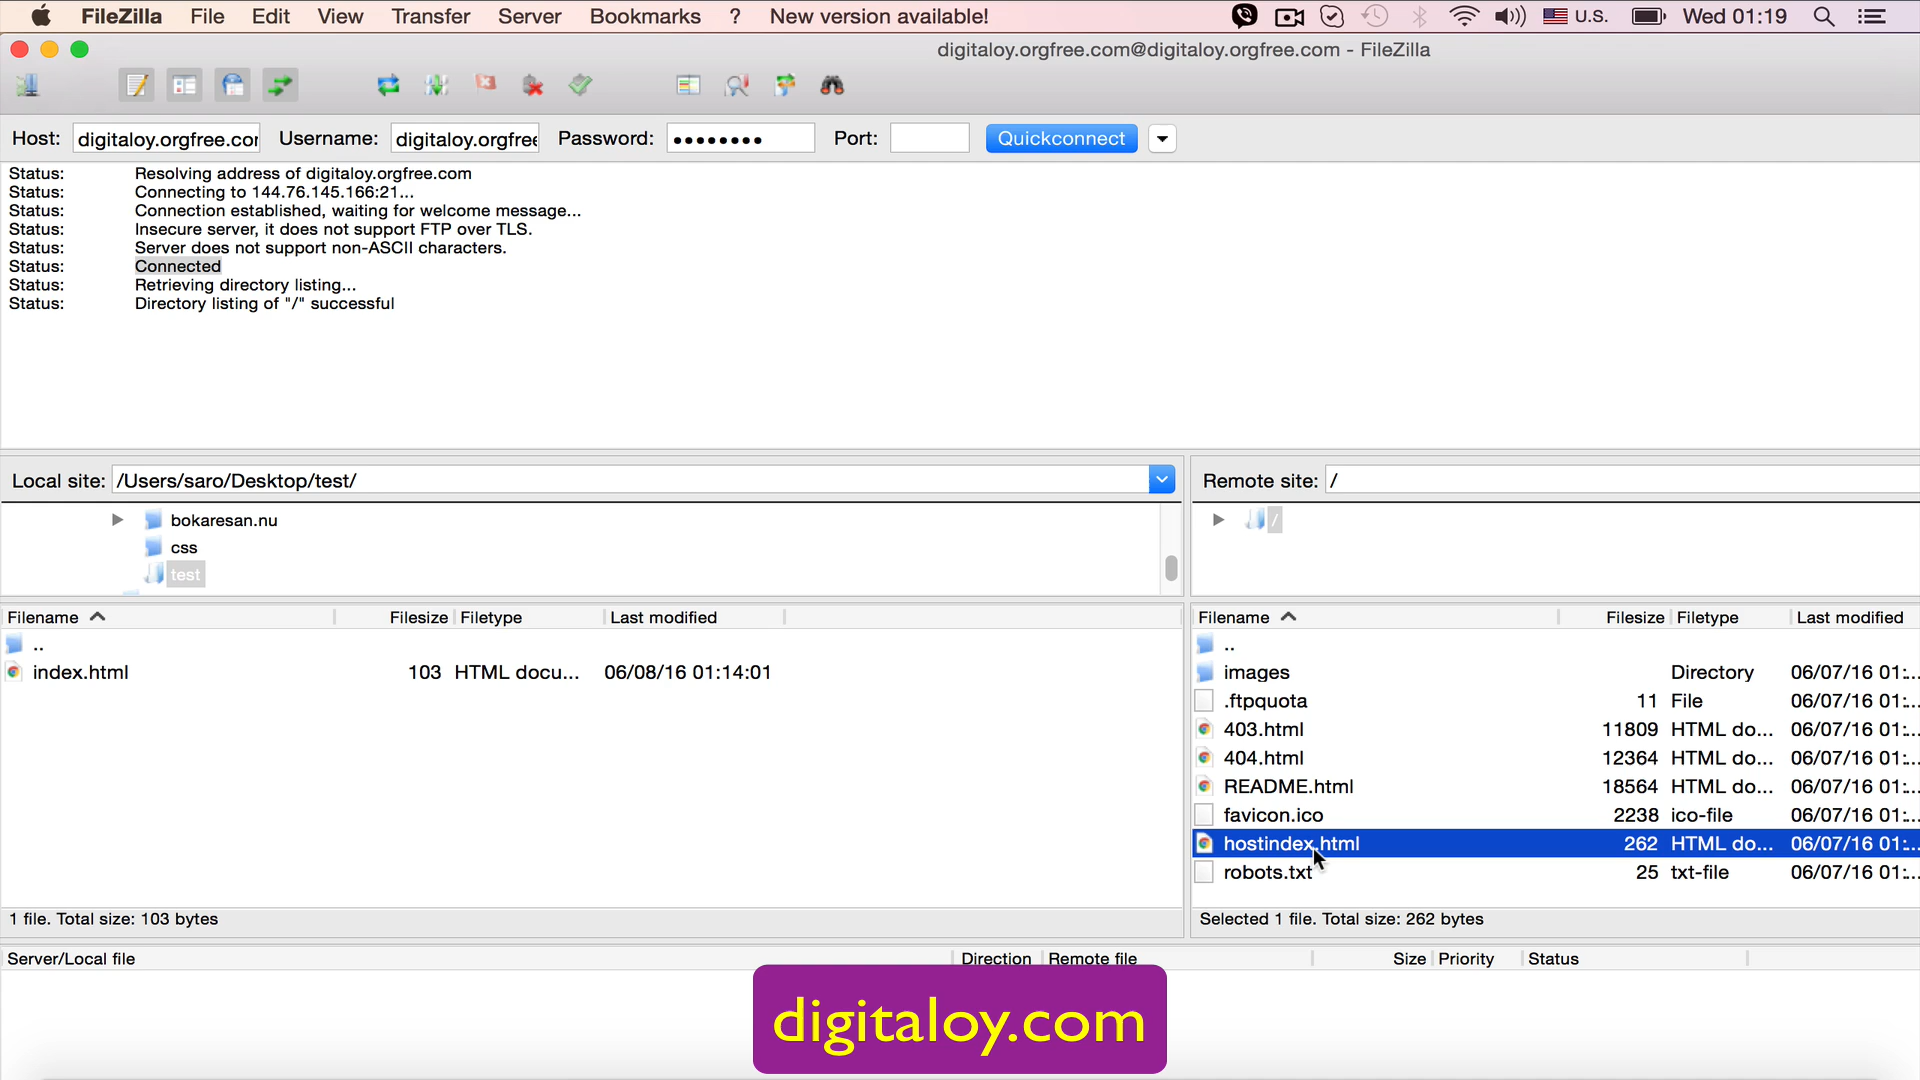 FileZilla File Edit View Transfer Server Bookmarks ? New version available! U.S. Wed 01:19
digitaloy.orgfree.com@digitaloy.orgfree.com - FileZilla
Host: digitaloy.orgfree.cor Username: digitaloy.orgfree Password: •••••••• Port: Quickconnect
Status: Resolving address of digitaloy.orgfree.com
Status: Connecting to 144.76.145.166:21...
Status: Connection established, waiting for welcome message...
Status: Insecure server, it does not support FTP over TLS.
Status: Server does not support non-ASCII characters.
Status: Connected
Status: Retrieving directory listing...
Status: Directory listing of "/" successful
Local site: /Users/saro/Desktop/test/
bokaresan.nu
css
test
Filename Filesize Filetype Last modified
..
index.html 103 HTML docu... 06/08/16 01:14:01
1 file. Total size: 103 bytes
Remote site: /
/
Filename Filesize Filetype Last modified
..
images Directory 06/07/16 01:...
.ftpquota 11 File 06/07/16 01:...
403.html 11809 HTML do... 06/07/16 01:...
404.html 12364 HTML do... 06/07/16 01:...
README.html 18564 HTML do... 06/07/16 01:...
favicon.ico 2238 ico-file 06/07/16 01:...
hostindex.html 262 HTML do... 06/07/16 01:...
robots.txt 25 txt-file 06/07/16 01:...
Selected 1 file. Total size: 262 bytes
Server/Local file Direction Remote file Size Priority Status
digitaloy.com